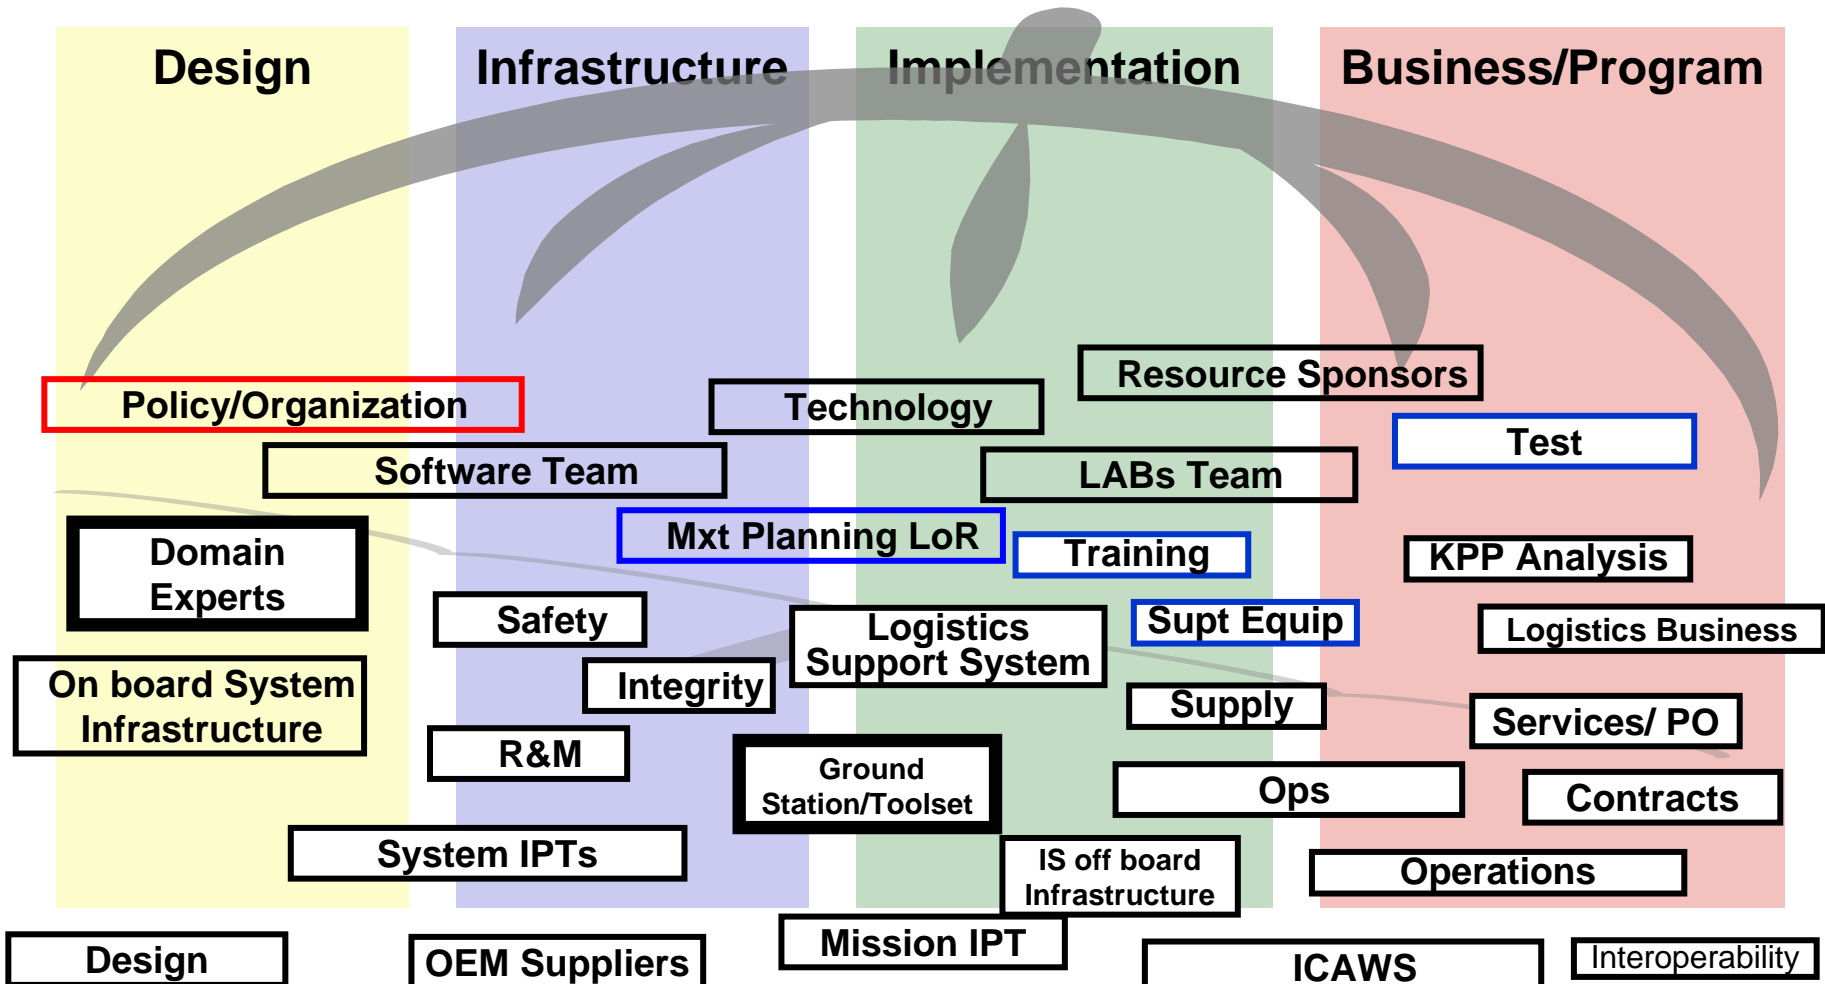 Design
Infrastructure
Implementation
Business/Program
Resource Sponsors
Policy/Organization
Technology
Test
Software Team
LABs Team
Mxt Planning LoR
Training
KPP Analysis
Domain
Experts
Safety
Logistics
Support System
Supt Equip
Logistics Business
On board System
Infrastructure
Integrity
Supply
Services/ PO
R&M
Ground
Station/Toolset
Ops
Contracts
System IPTs
IS off board
Infrastructure
Operations
Design
OEM Suppliers
Mission IPT
ICAWS
Interoperability